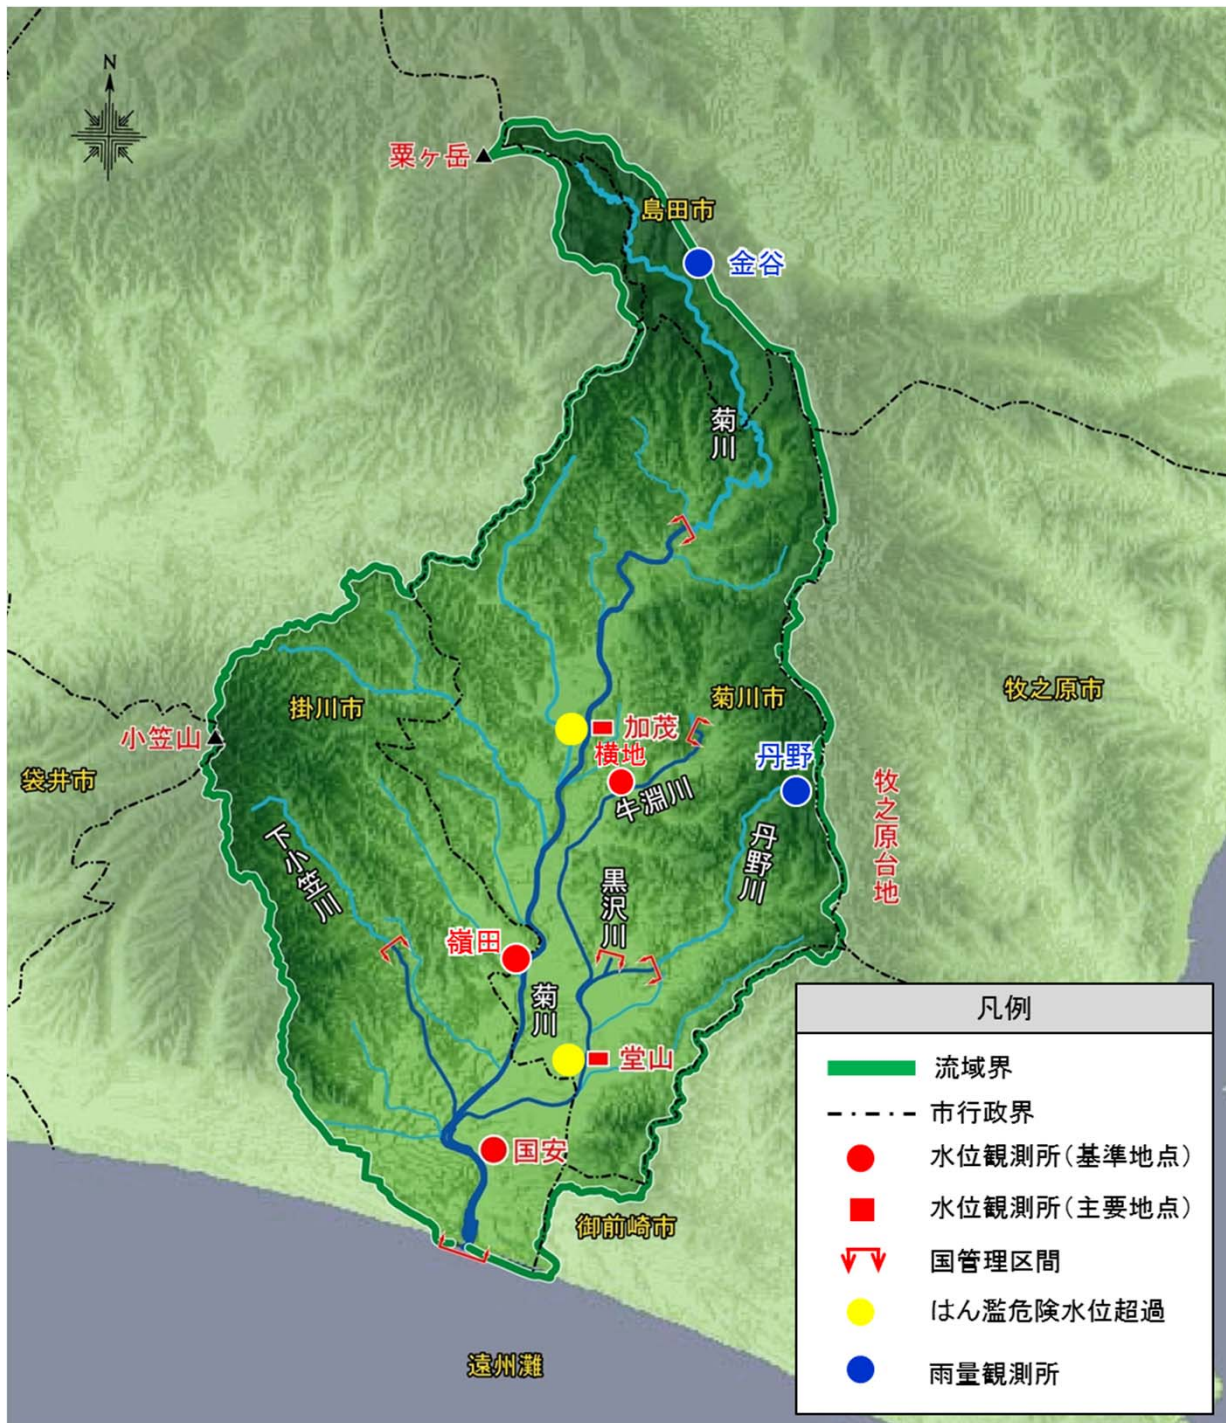 N
粟ヶ岳
島田市
金谷
菊川
掛川市
小笠山
袋井市
菊川市
牧之原市
加茂
横地
牛淵川
丹野
牧之原台地
下小笠川
黒沢川
丹野川
嶺田
菊川
堂山
国安
御前崎市
遠州灘
凡例
流域界
市行政界
水位観測所(基準地点)
水位観測所(主要地点)
国管理区間
はん濫危険水位超過
雨量観測所